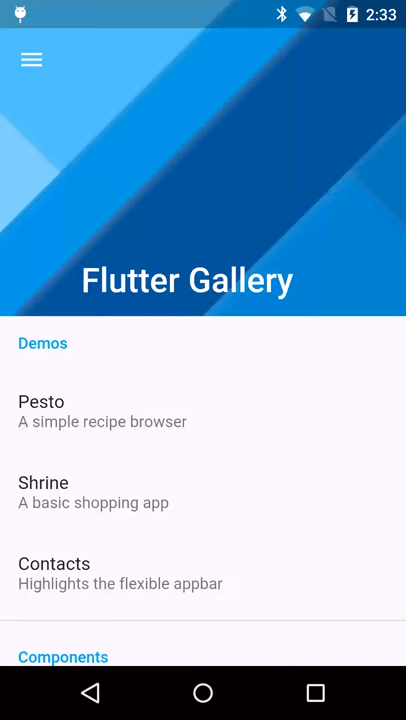 2:33
Flutter Gallery
Demos
Pesto
A simple recipe browser
Shrine
A basic shopping app
Contacts
Highlights the flexible appbar
Components